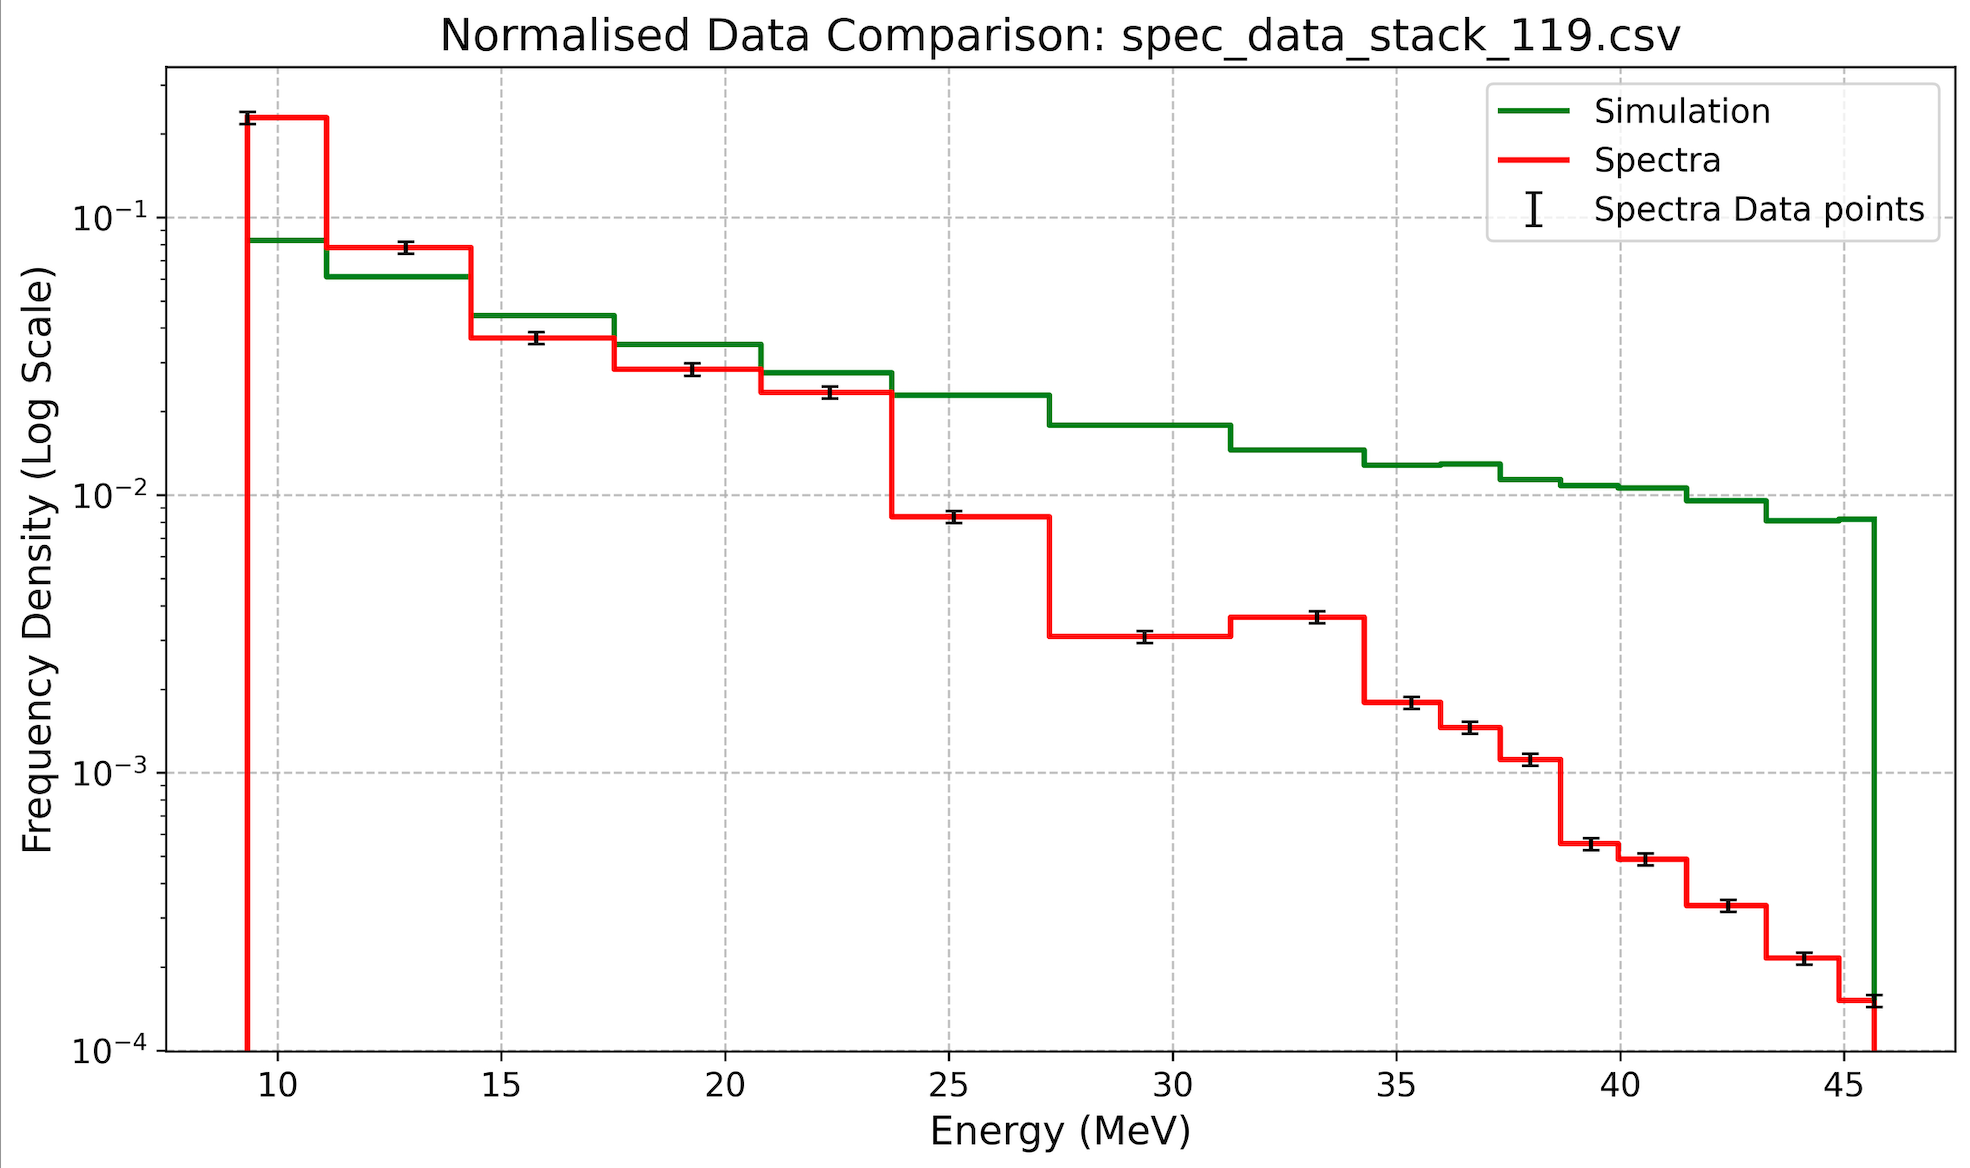 Normalised Data Comparison: spec_data_stack_119.csv
Simulation
Spectra
Spectra Data points
Frequency Density (Log Scale)
10⁻¹
10⁻²
10⁻³
10⁻⁴
10 15 20 25 30 35 40 45
Energy (MeV)